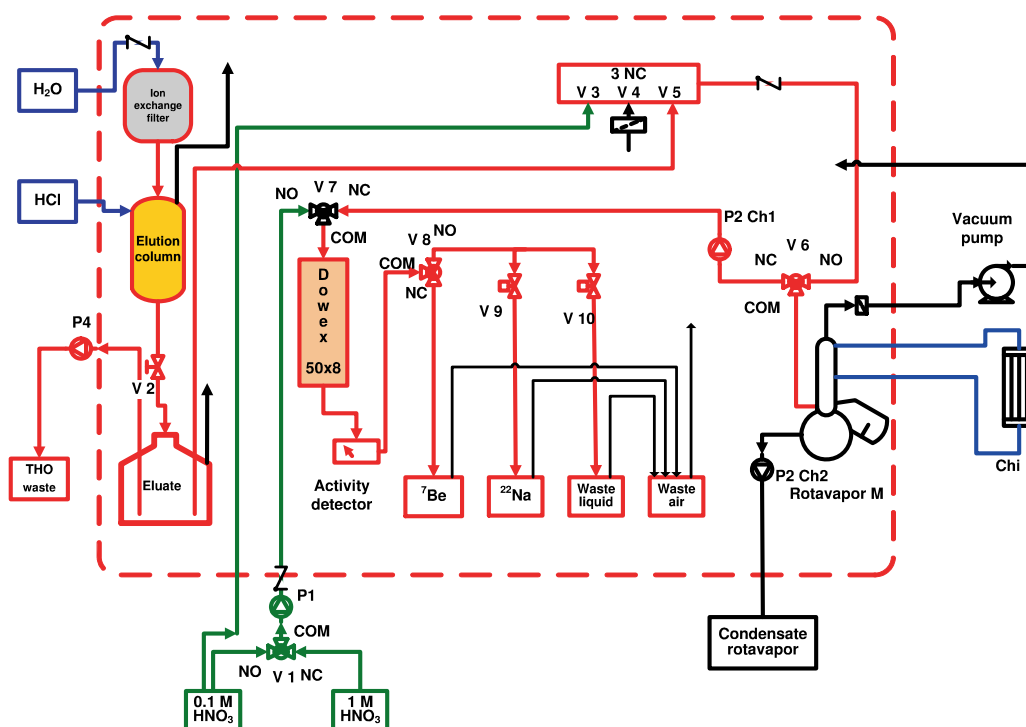 H₂O
Ion
exchange
filter
3 NC
V 3 V 4 V 5
HCl
Elution
column
NO
V 7
NC
COM
P2 Ch1
V 6
NC
NO
COM
Vacuum
pump
V 8
NO
COM
NC
Dowex
50x8
V 9
V 10
P4
V 2
THO
waste
Eluate
Activity
detector
⁷Be
²²Na
Waste
liquid
Waste
air
P2 Ch2
Rotavapor M
Chi
P1
COM
NO
V 1
NC
0.1 M
HNO₃
1 M
HNO₃
Condensate
rotavapor